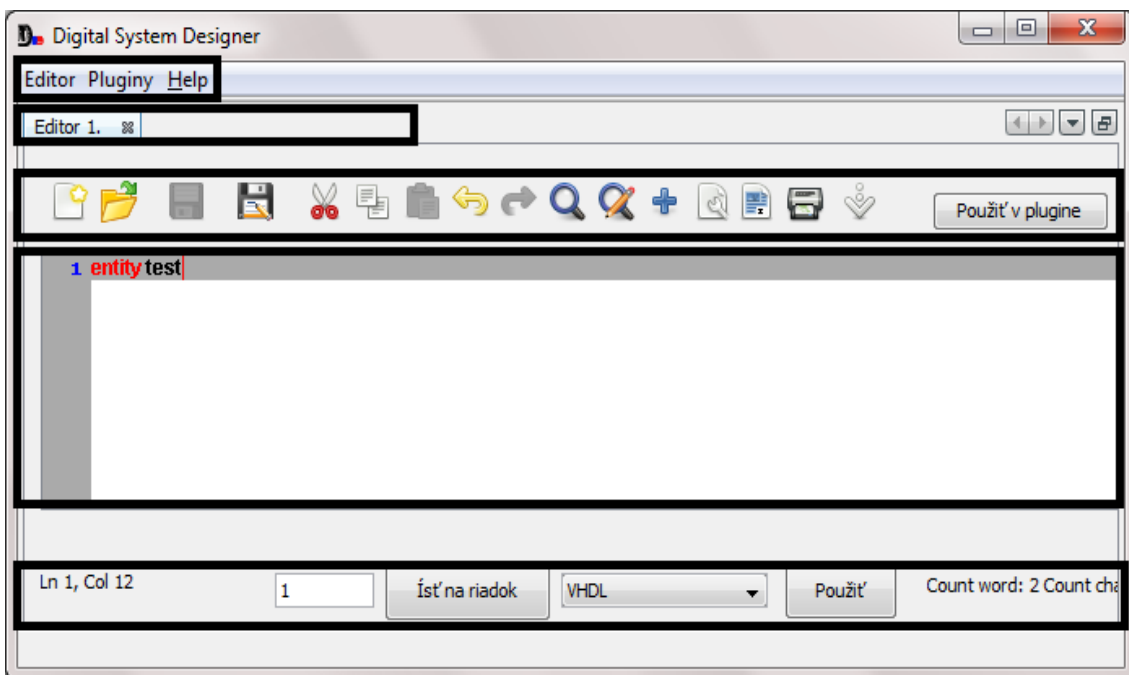 Digital System Designer
Editor Pluginy Help
Editor 1.
Použiť v plugine
1 entity test
Ln 1, Col 12 1 Ísť na riadok VHDL Použiť Count word: 2 Count cha